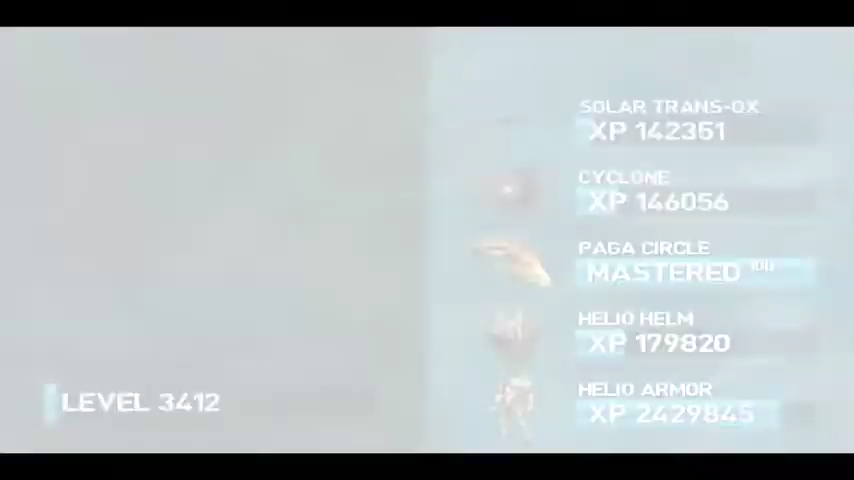 SOLAR TRANS-OX
XP 142351
CYCLONE
XP 146056
PAGA CIRCLE
MASTERED 100
HELIO HELM
XP 179820
HELIO ARMOR
XP 2429845
LEVEL 3412